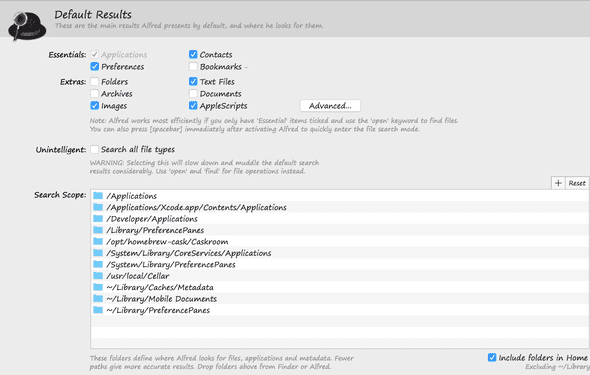 Default Results
These are the main results Alfred presents by default, and where he looks for them.
Essentials: Applications Contacts
Preferences Bookmarks -
Extras: Folders Text Files
Archives Documents
Images AppleScripts Advanced...
Note: Alfred works most efficiently if you only have 'Essential' items ticked and use the 'open' keyword to find files.
You can also press [spacebar] immediately after activating Alfred to quickly enter the file search mode.
Unintelligent: Search all file types
WARNING: Selecting this will slow down and muddle the default search
results considerably. Use 'open' and 'find' for file operations instead.
+ Reset
Search Scope: /Applications
/Applications/Xcode.app/Contents/Applications
/Developer/Applications
/Library/PreferencePanes
/opt/homebrew-cask/Caskroom
/System/Library/CoreServices/Applications
/System/Library/PreferencePanes
/usr/local/Cellar
~/Library/Caches/Metadata
~/Library/Mobile Documents
~/Library/PreferencePanes
These folders define where Alfred looks for files, applications and metadata. Fewer
paths give more accurate results. Drop folders above from Finder or Alfred.
Include folders in Home
Excluding ~/Library